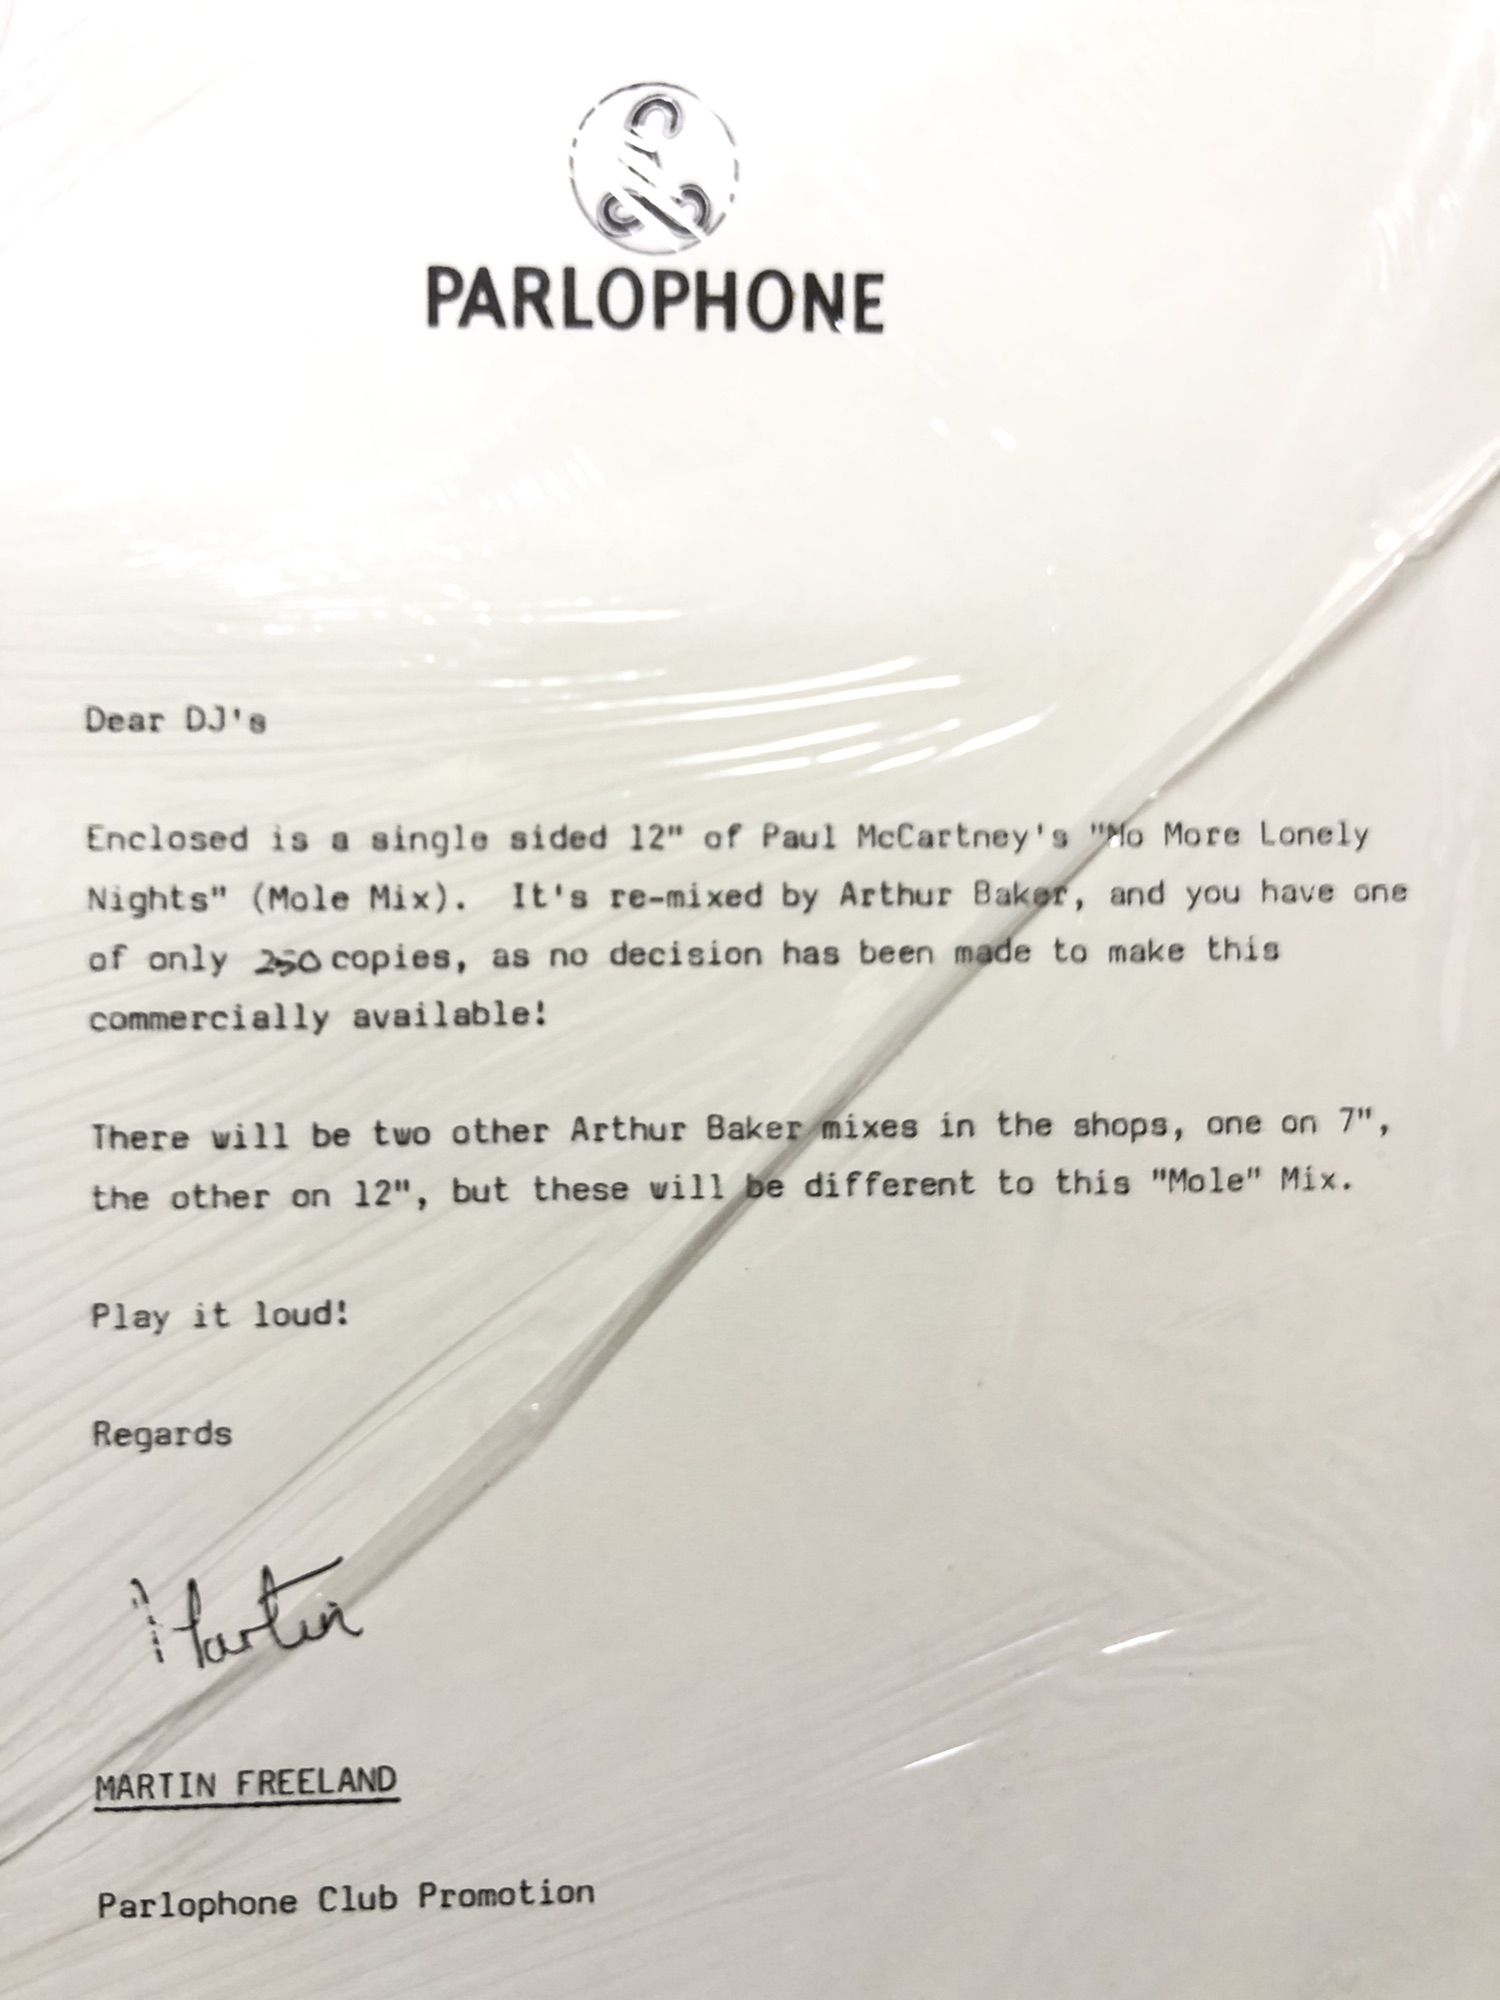 PARLOPHONE
Dear DJ's
Enclosed is a single sided 12" of Paul McCartney's "No More Lonely
Nights" (Mole Mix).  It's re-mixed by Arthur Baker, and you have one
of only 250 copies, as no decision has been made to make this
commercially available!
There will be two other Arthur Baker mixes in the shops, one on 7",
the other on 12", but these will be different to this "Mole" Mix.
Play it loud!
Regards
Martin
MARTIN FREELAND
Parlophone Club Promotion